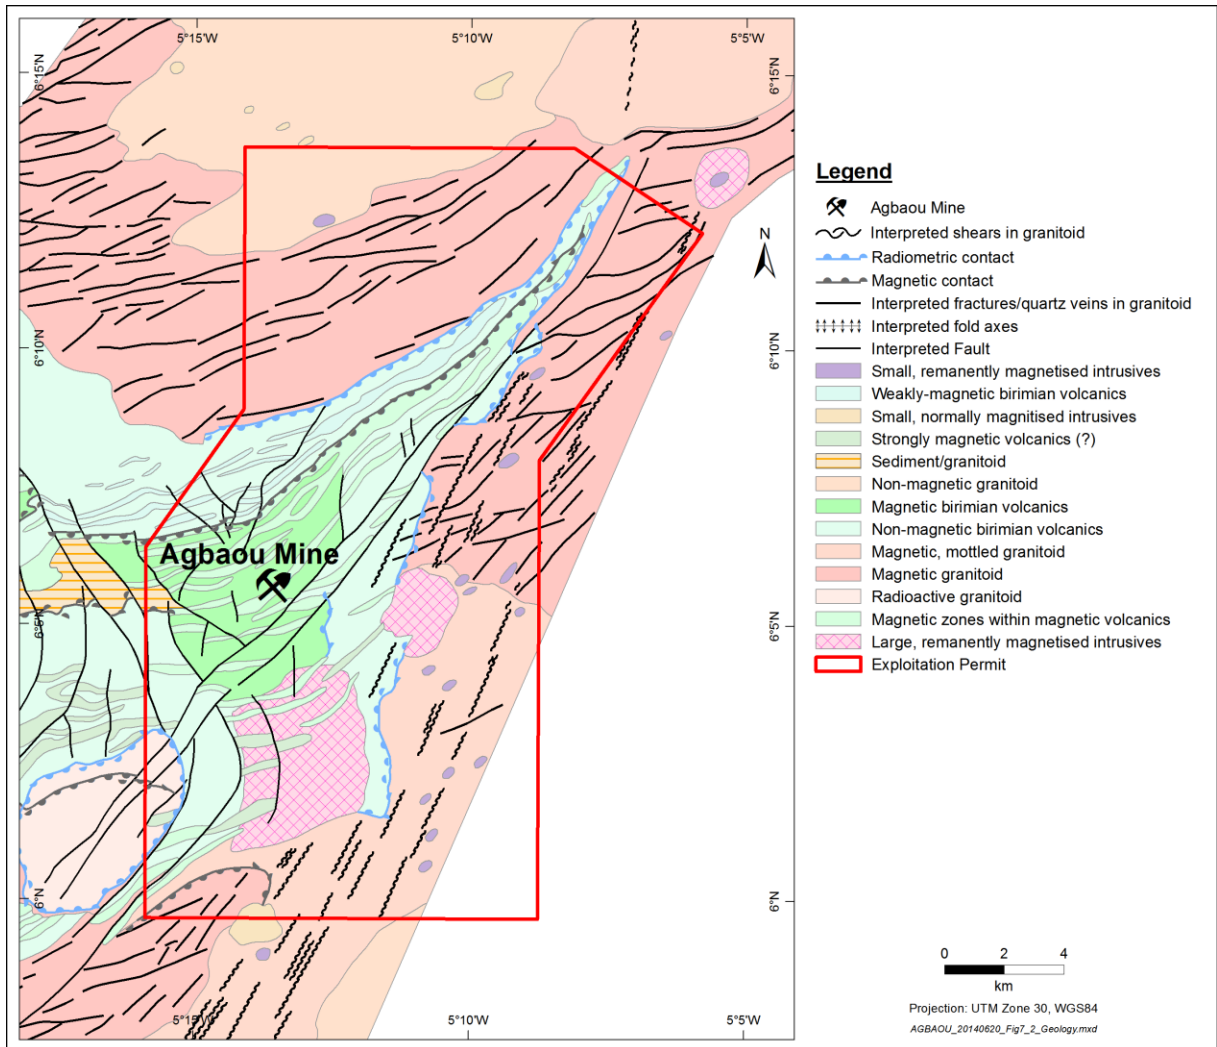 5°15'W
5°10'W
5°5'W
6°15'N
6°15'N
N
6°10'N
6°10'N
Agbaou Mine
6°5'N
6°5'N
6°N
6°N
5°15'W
5°10'W
5°5'W
Legend
Agbaou Mine
Interpreted shears in granitoid
Radiometric contact
Magnetic contact
Interpreted fractures/quartz veins in granitoid
Interpreted fold axes
Interpreted Fault
Small, remanently magnetised intrusives
Weakly-magnetic birimian volcanics
Small, normally magnitised intrusives
Strongly magnetic volcanics (?)
Sediment/granitoid
Non-magnetic granitoid
Magnetic birimian volcanics
Non-magnetic birimian volcanics
Magnetic, mottled granitoid
Magnetic granitoid
Radioactive granitoid
Magnetic zones within magnetic volcanics
Large, remanently magnetised intrusives
Exploitation Permit
0 2 4
km
Projection: UTM Zone 30, WGS84
AGBAOU_20140620_Fig7_2_Geology.mxd